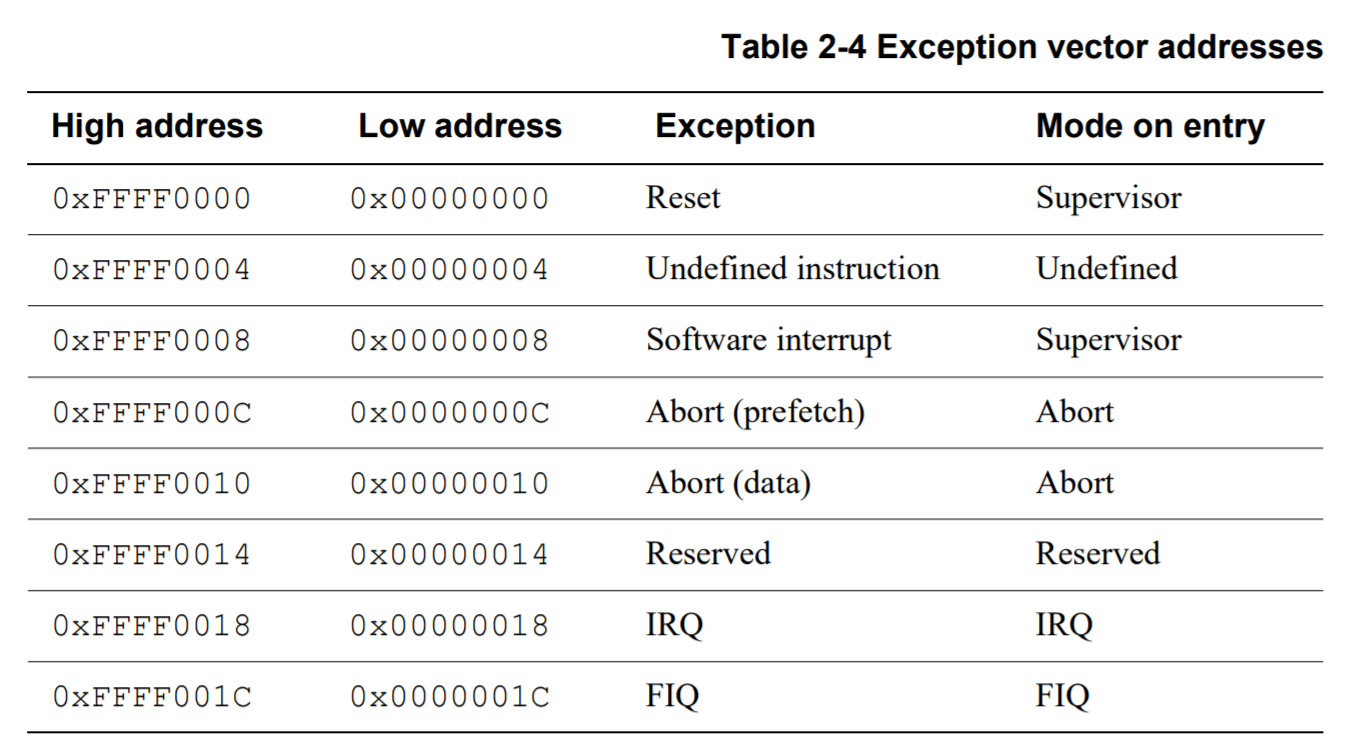 Table 2-4 Exception vector addresses
High address Low address Exception Mode on entry
0xFFFF0000 0x00000000 Reset Supervisor
0xFFFF0004 0x00000004 Undefined instruction Undefined
0xFFFF0008 0x00000008 Software interrupt Supervisor
0xFFFF000C 0x0000000C Abort (prefetch) Abort
0xFFFF0010 0x00000010 Abort (data) Abort
0xFFFF0014 0x00000014 Reserved Reserved
0xFFFF0018 0x00000018 IRQ IRQ
0xFFFF001C 0x0000001C FIQ FIQ